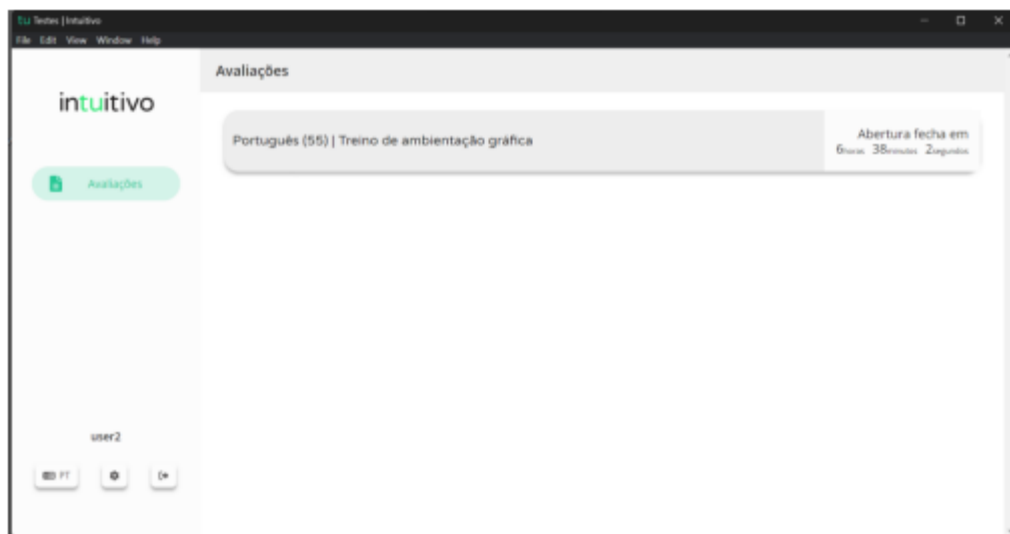 tu Testes | Intuitivo
File Edit View Window Help
intuitivo
Avaliações
user2
PT
Avaliações
Português (55) | Treino de ambientação gráfica
Abertura fecha em
6horas 38minutos 2segundos